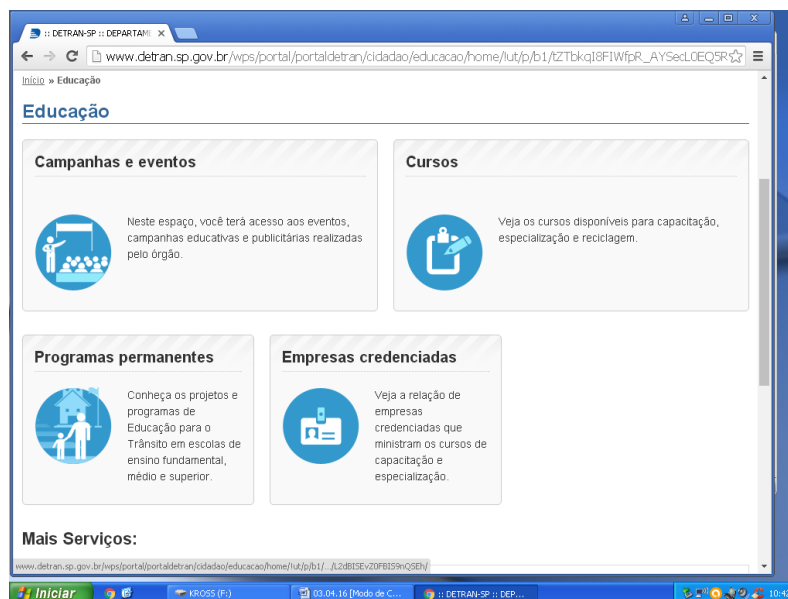 :: DETRAN-SP :: DEPARTAM
www.detran.sp.gov.br/wps/portal/portaldetran/cidadao/educacao/home/!ut/p/b1/tZTbkqI8FIWfpR_AYSecL0EQ5R
Início » Educação
Educação
Campanhas e eventos
Neste espaço, você terá acesso aos eventos,
campanhas educativas e publicitárias realizadas
pelo órgão.
Cursos
Veja os cursos disponíveis para capacitação,
especialização e reciclagem.
Programas permanentes
Conheça os projetos e
programas de
Educação para o
Trânsito em escolas de
ensino fundamental,
médio e superior.
Empresas credenciadas
Veja a relação de
empresas
credenciadas que
ministram os cursos de
capacitação e
especialização.
Mais Serviços:
www.detran.sp.gov.br/wps/portal/portaldetran/cidadao/educacao/home/!ut/p/b1/.../L2dBISEvZ0FBIS9nQSEh/
Iniciar
KROSS (F:)
03.04.16 [Modo de C...
:: DETRAN-SP :: DEP...
10:42